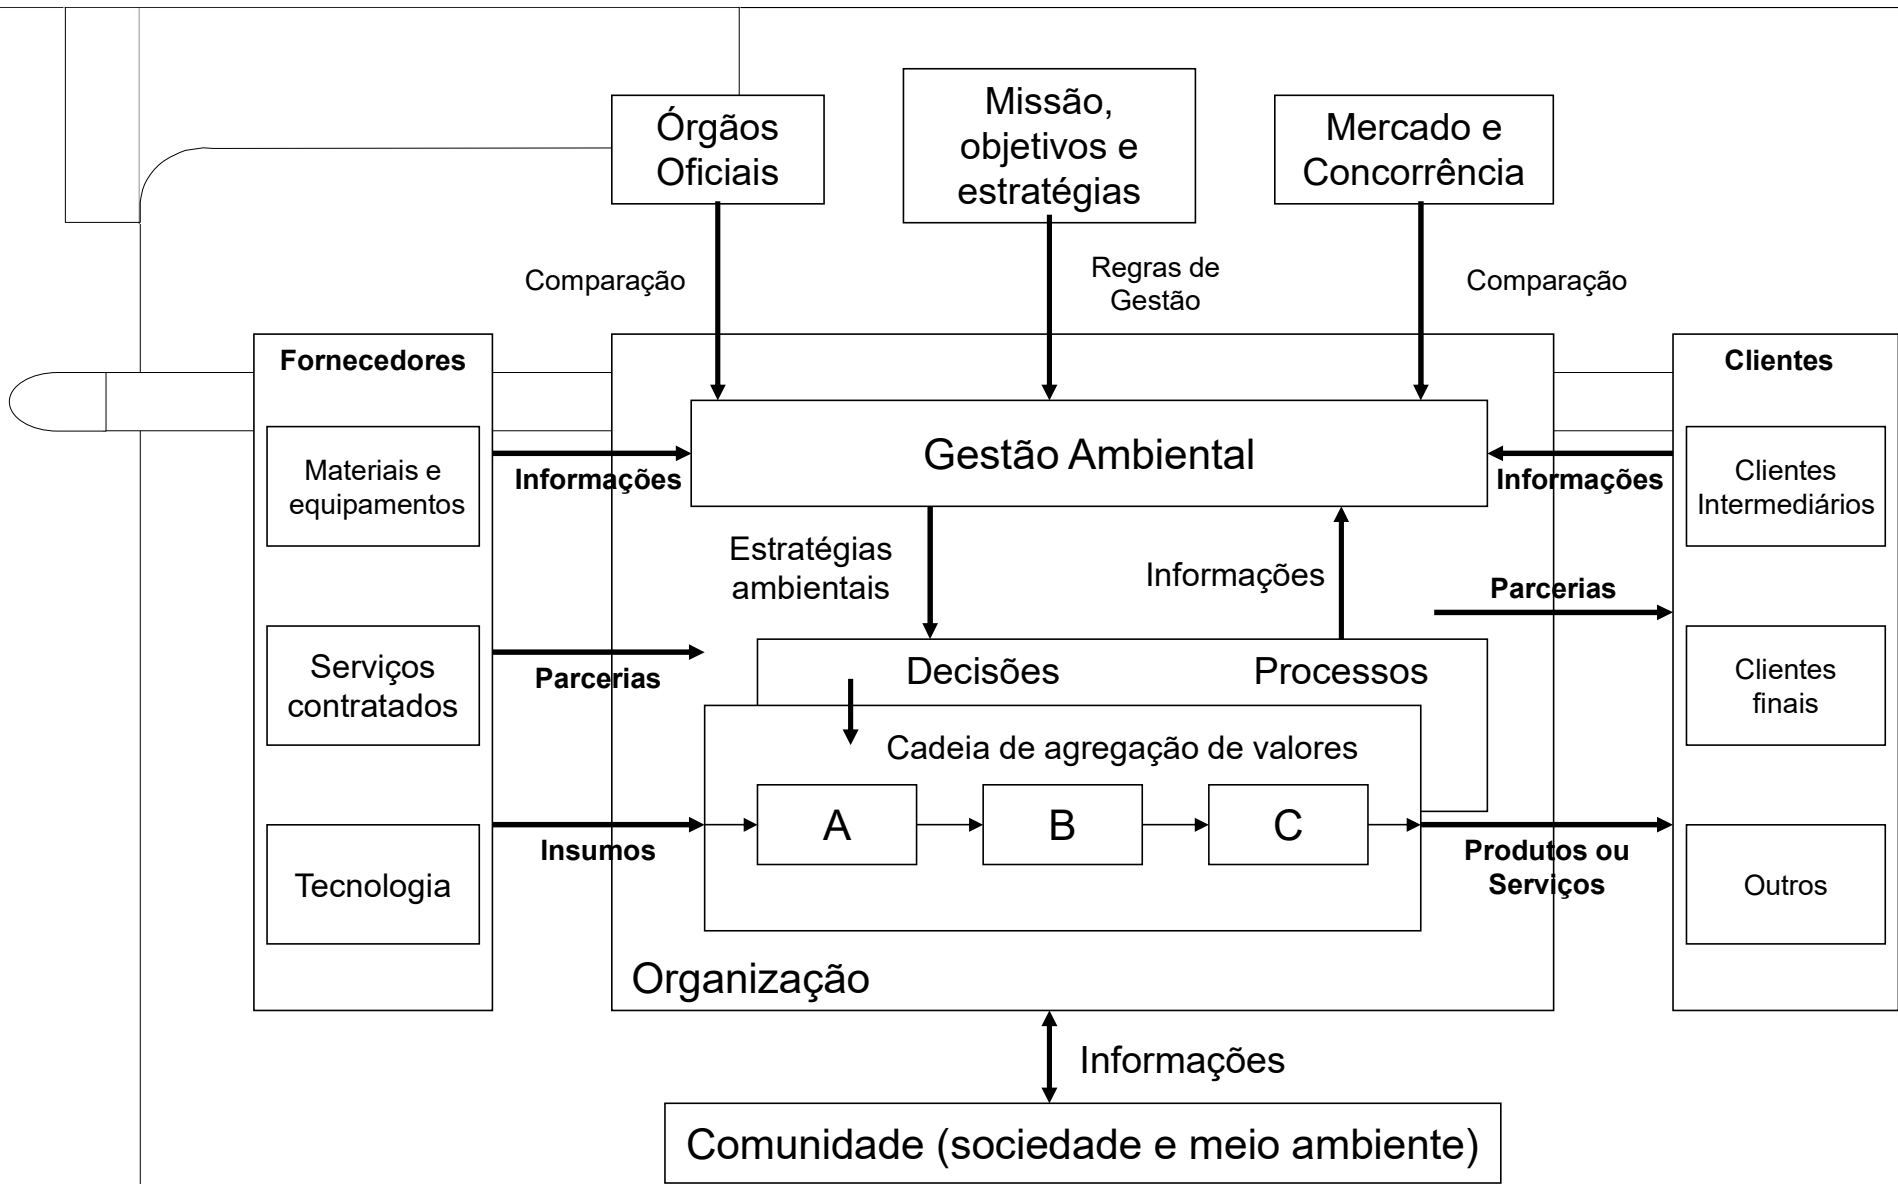 Órgãos
Oficiais
Missão,
objetivos e
estratégias
Mercado e
Concorrência
Comparação
Regras de
Gestão
Comparação
Fornecedores
Materiais e
equipamentos
Serviços
contratados
Tecnologia
Informações
Parcerias
Insumos
Gestão Ambiental
Estratégias
ambientais
Informações
Decisões
Processos
Cadeia de agregação de valores
A
B
C
Organização
Informações
Parcerias
Produtos ou
Serviços
Clientes
Clientes
Intermediários
Clientes
finais
Outros
Informações
Comunidade (sociedade e meio ambiente)